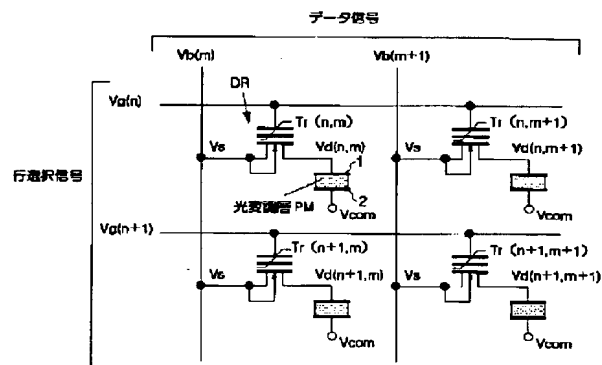 データ信号
Vb(m)
Vb(m+1)
DR
Vg(n)
Tr (n,m)
Tr (n,m+1)
Vs
Vd(n,m)
1
Vs
Vd(n,m+1)
行選択信号
光変調層 PM
2
Vcom
Vcom
Vg(n+1)
Tr (n+1,m)
Tr (n+1,m+1)
Vs
Vd(n+1,m)
Vs
Vd(n+1,m+1)
Vcom
Vcom